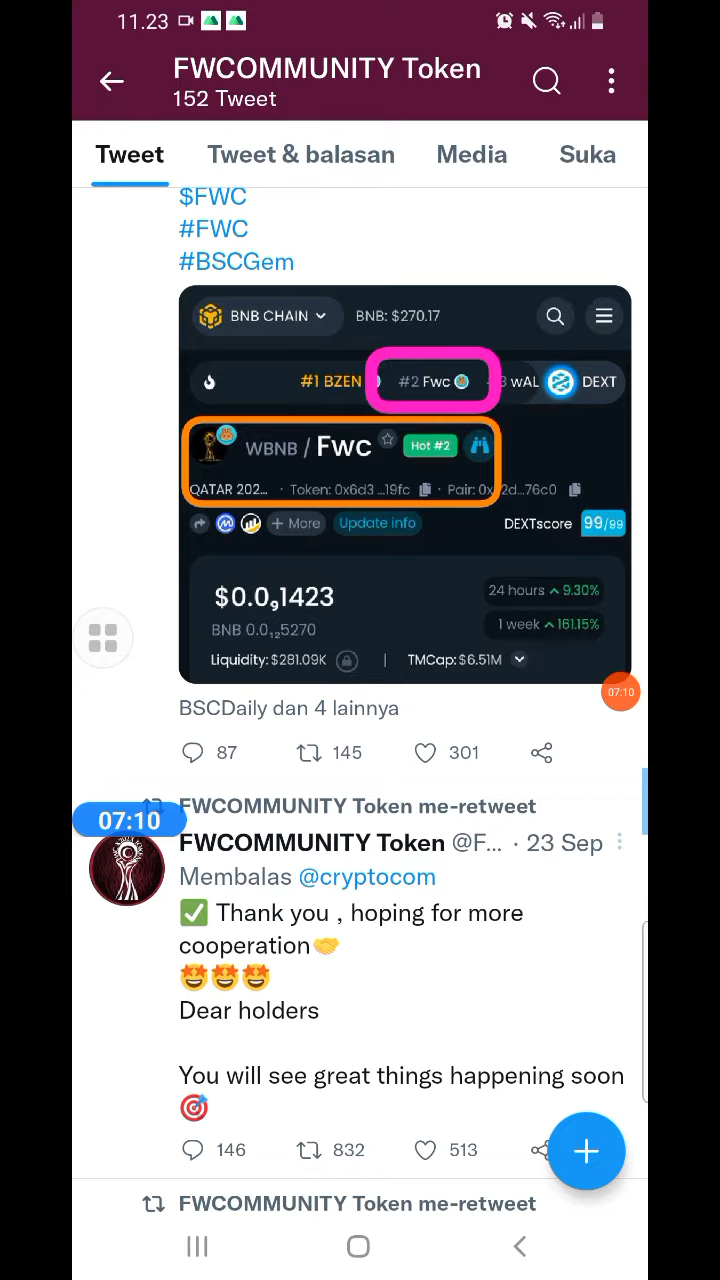 11.23
FWCOMMUNITY Token
152 Tweet
Tweet
Tweet & balasan
Media
Suka
$FWC
#FWC
#BSCGem
BNB CHAIN
BNB: $270.17
#1 BZEN
#2 Fwc
wAL
DEXT
WBNB / Fwc
Hot #2
QATAR 202... · Token: 0x6d3 ...19fc
Pair: 0x 2d...76c0
+ More
Update info
DEXTscore
99/99
$0.0₉1423
24 hours 9.30%
BNB 0.0₁₂5270
1 week 161.15%
Liquidity: $281.09K | TMCap: $6.51M
07:10
BSCDaily dan 4 lainnya
87 145 301
FWCOMMUNITY Token me-retweet
07:10
FWCOMMUNITY Token @F... · 23 Sep
Membalas @cryptocom
✅ Thank you , hoping for more
cooperation🤝
🤩🤩🤩
Dear holders
You will see great things happening soon
🎯
146 832 513
FWCOMMUNITY Token me-retweet